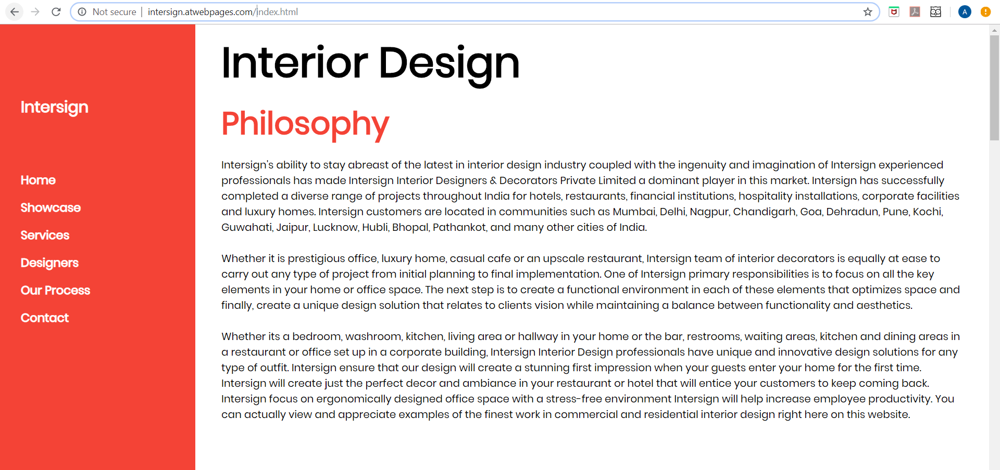 Not secure | intersign.atwebpages.com/index.html
A
Intersign
Home
Showcase
Services
Designers
Our Process
Contact
Interior Design
Philosophy
Intersign's ability to stay abreast of the latest in interior design industry coupled with the ingenuity and imagination of Intersign experienced
professionals has made Intersign Interior Designers & Decorators Private Limited a dominant player in this market. Intersign has successfully
completed a diverse range of projects throughout India for hotels, restaurants, financial institutions, hospitality installations, corporate facilities
and luxury homes. Intersign customers are located in communities such as Mumbai, Delhi, Nagpur, Chandigarh, Goa, Dehradun, Pune, Kochi,
Guwahati, Jaipur, Lucknow, Hubli, Bhopal, Pathankot, and many other cities of India.
Whether it is prestigious office, luxury home, casual cafe or an upscale restaurant, Intersign team of interior decorators is equally at ease to
carry out any type of project from initial planning to final implementation. One of Intersign primary responsibilities is to focus on all the key
elements in your home or office space. The next step is to create a functional environment in each of these elements that optimizes space and
finally, create a unique design solution that relates to clients vision while maintaining a balance between functionality and aesthetics.
Whether its a bedroom, washroom, kitchen, living area or hallway in your home or the bar, restrooms, waiting areas, kitchen and dining areas in
a restaurant or office set up in a corporate building, Intersign Interior Design professionals have unique and innovative design solutions for any
type of outfit. Intersign ensure that our design will create a stunning first impression when your guests enter your home for the first time.
Intersign will create just the perfect decor and ambiance in your restaurant or hotel that will entice your customers to keep coming back.
Intersign focus on ergonomically designed office space with a stress-free environment Intersign will help increase employee productivity. You
can actually view and appreciate examples of the finest work in commercial and residential interior design right here on this website.